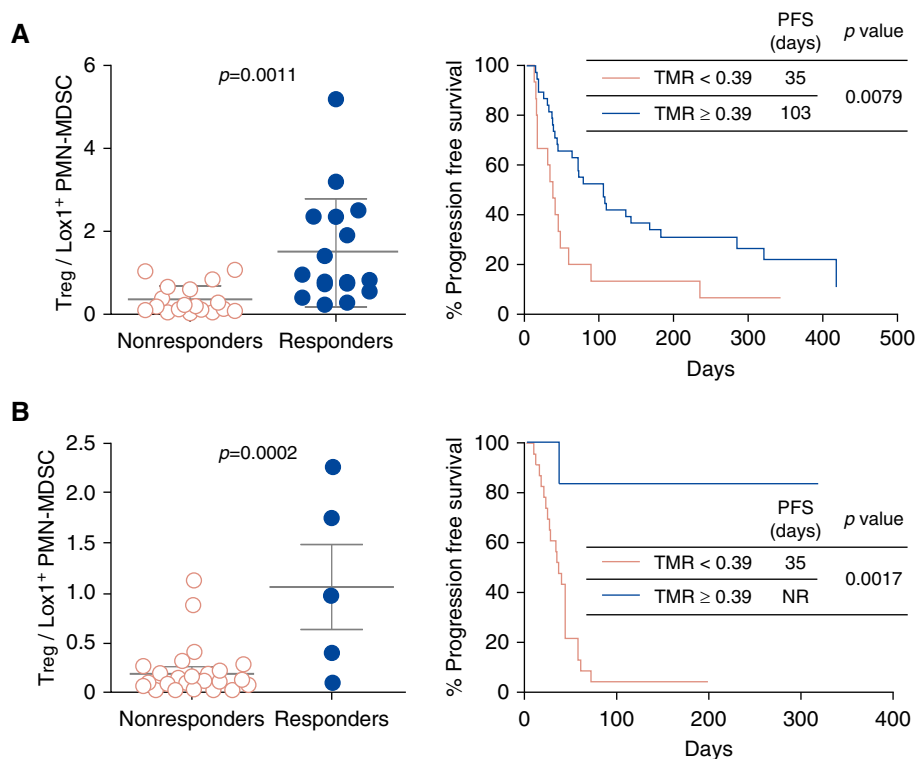 A
Treg / Lox1+ PMN-MDSC
6
4
2
0
p=0.0011
Nonresponders Responders
% Progression free survival
100
80
60
40
20
0
0 100 200 300 400 500
Days
PFS (days) p value
TMR < 0.39 35
TMR ≥ 0.39 103
0.0079
B
Treg / Lox1+ PMN-MDSC
2.5
2.0
1.5
1.0
0.5
0
p=0.0002
Nonresponders Responders
% Progression free survival
100
80
60
40
20
0
0 100 200 300 400
Days
PFS (days) p value
TMR < 0.39 35
TMR ≥ 0.39 NR
0.0017